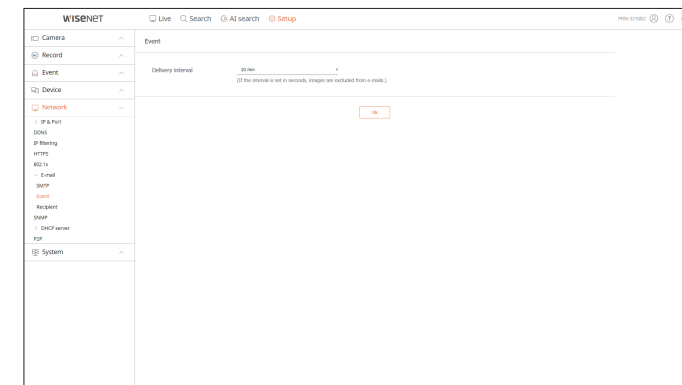 WISENET
Live Search AI search Setup
Camera
Record
Event
Device
Network
IP & Port
DDNS
IP filtering
HTTPS
802.1x
E-mail
SMTP
Event
Recipient
SNMP
DHCP server
P2P
System
Event
Delivery Interval 10 min
(If the interval is set in seconds, images are excluded from e-mails.)
Ok